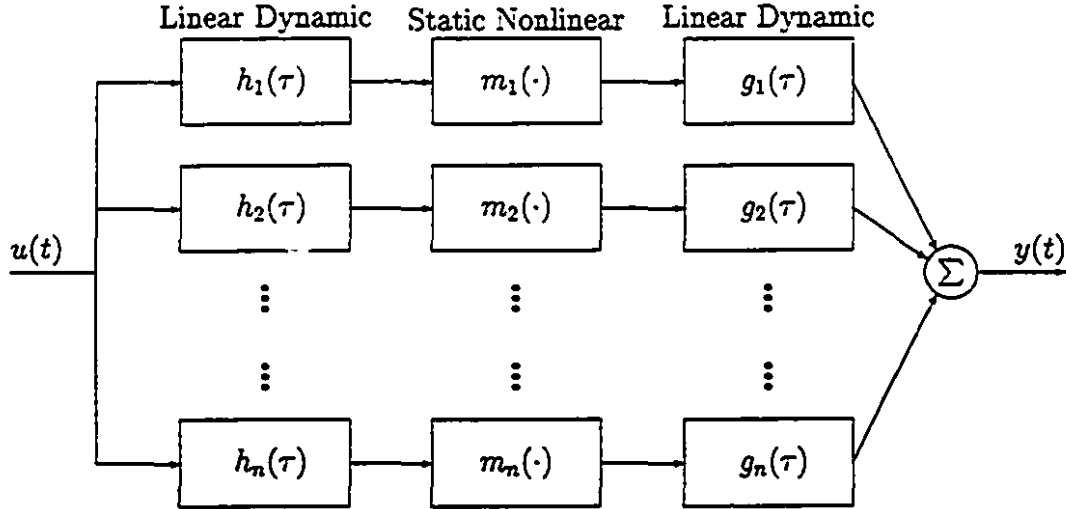 Linear Dynamic Static Nonlinear Linear Dynamic
h₁(τ) m₁(·) g₁(τ)
h₂(τ) m₂(·) g₂(τ)
u(t) Σ y(t)
hₙ(τ) mₙ(·) gₙ(τ)